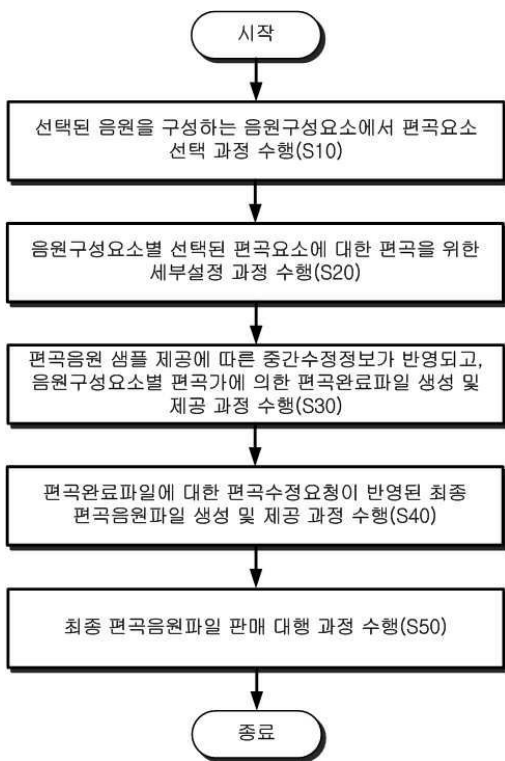 시작
선택된 음원을 구성하는 음원구성요소에서 편곡요소
선택 과정 수행(S10)
음원구성요소별 선택된 편곡요소에 대한 편곡을 위한
세부설정 과정 수행(S20)
편곡음원 샘플 제공에 따른 중간수정정보가 반영되고,
음원구성요소별 편곡가에 의한 편곡완료파일 생성 및
제공 과정 수행(S30)
편곡완료파일에 대한 편곡수정요청이 반영된 최종
편곡음원파일 생성 및 제공 과정 수행(S40)
최종 편곡음원파일 판매 대행 과정 수행(S50)
종료